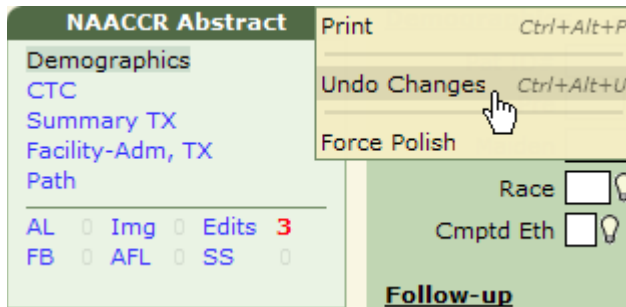 NAACCR Abstract
Demographics
CTC
Summary TX
Facility-Adm, TX
Path
AL 0 Img 0 Edits 3
FB 0 AFL 0 SS 0
Print Ctrl+Alt+P
Undo Changes Ctrl+Alt+U
Force Polish
Race
Cmptd Eth
Follow-up